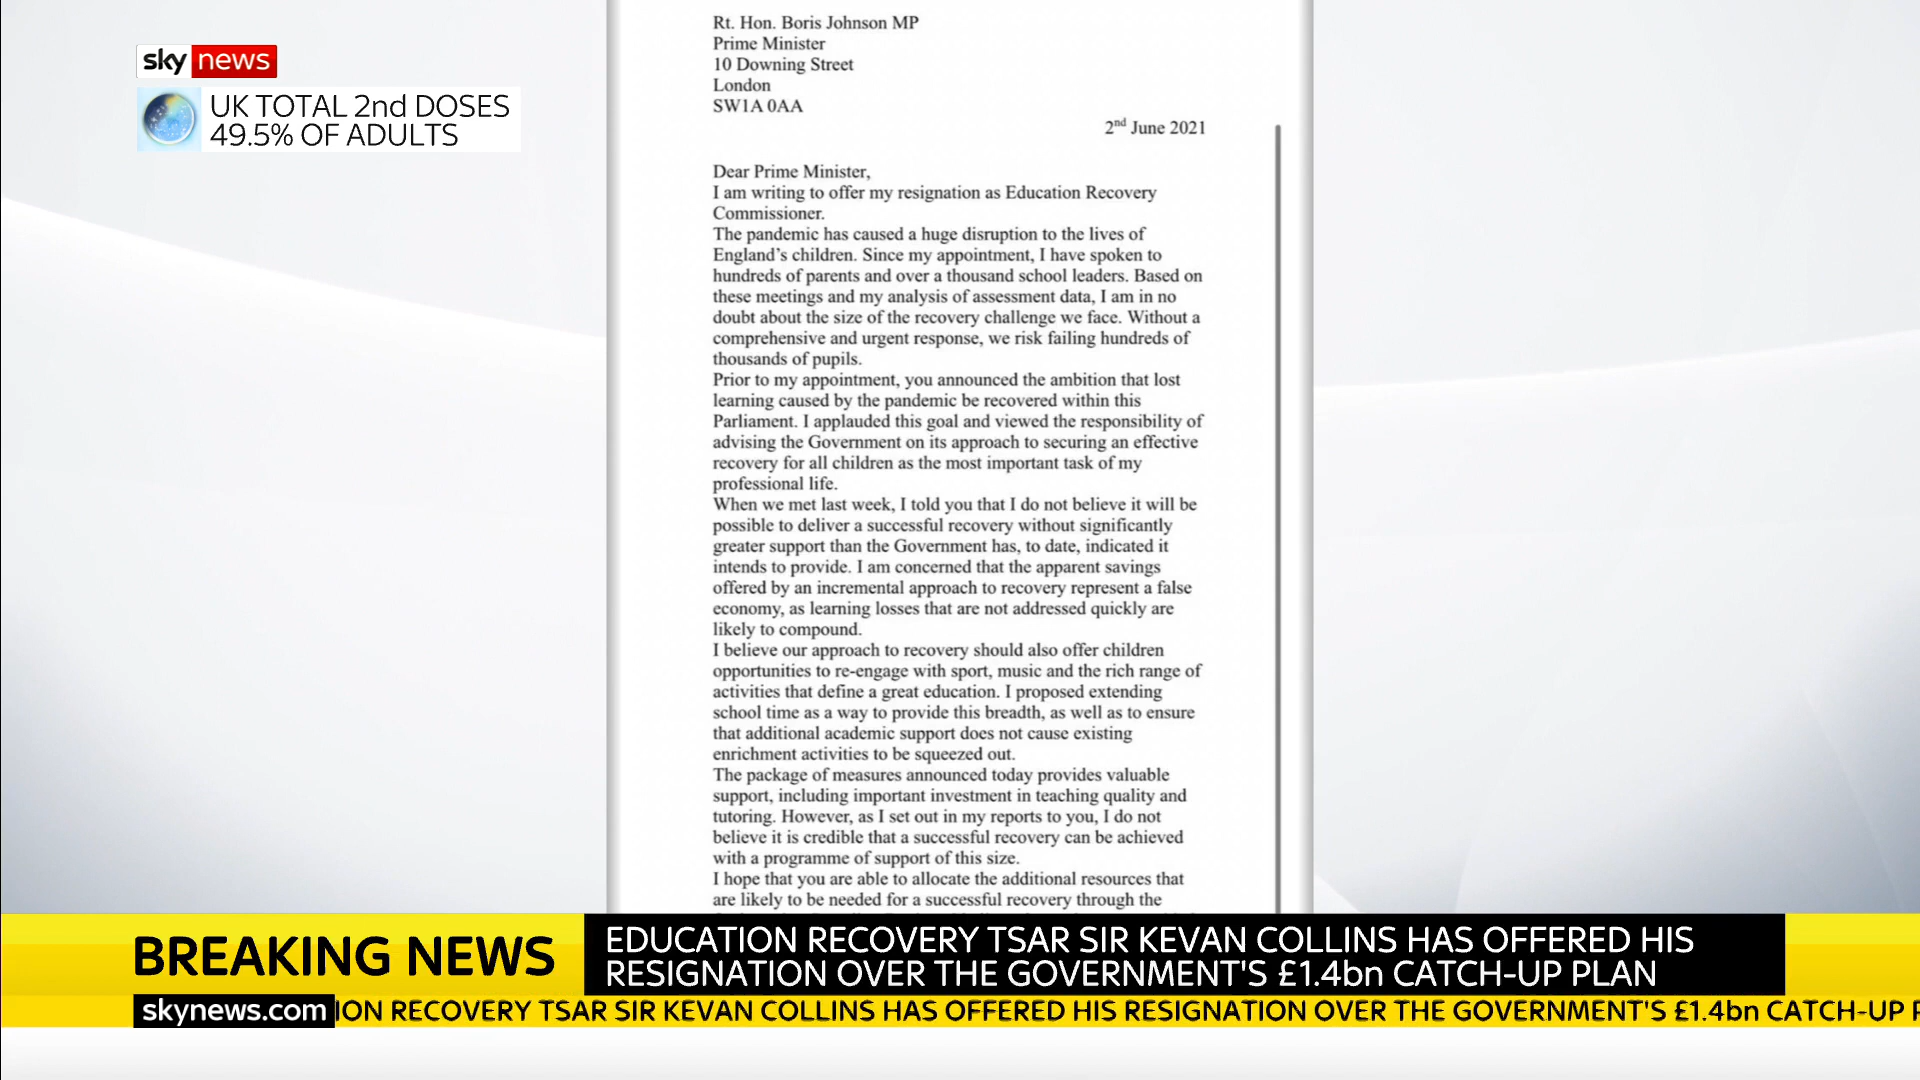 sky news
UK TOTAL 2nd DOSES
49.5% OF ADULTS
Rt. Hon. Boris Johnson MP
Prime Minister
10 Downing Street
London
SW1A 0AA
2nd June 2021
Dear Prime Minister,
I am writing to offer my resignation as Education Recovery
Commissioner.
The pandemic has caused a huge disruption to the lives of
England’s children. Since my appointment, I have spoken to
hundreds of parents and over a thousand school leaders. Based on
these meetings and my analysis of assessment data, I am in no
doubt about the size of the recovery challenge we face. Without a
comprehensive and urgent response, we risk failing hundreds of
thousands of pupils.
Prior to my appointment, you announced the ambition that lost
learning caused by the pandemic be recovered within this
Parliament. I applauded this goal and viewed the responsibility of
advising the Government on its approach to securing an effective
recovery for all children as the most important task of my
professional life.
When we met last week, I told you that I do not believe it will be
possible to deliver a successful recovery without significantly
greater support than the Government has, to date, indicated it
intends to provide. I am concerned that the apparent savings
offered by an incremental approach to recovery represent a false
economy, as learning losses that are not addressed quickly are
likely to compound.
I believe our approach to recovery should also offer children
opportunities to re-engage with sport, music and the rich range of
activities that define a great education. I proposed extending
school time as a way to provide this breadth, as well as to ensure
that additional academic support does not cause existing
enrichment activities to be squeezed out.
The package of measures announced today provides valuable
support, including important investment in teaching quality and
tutoring. However, as I set out in my reports to you, I do not
believe it is credible that a successful recovery can be achieved
with a programme of support of this size.
I hope that you are able to allocate the additional resources that
are likely to be needed for a successful recovery through the
BREAKING NEWS
EDUCATION RECOVERY TSAR SIR KEVAN COLLINS HAS OFFERED HIS
RESIGNATION OVER THE GOVERNMENT'S £1.4bn CATCH-UP PLAN
skynews.com
ION RECOVERY TSAR SIR KEVAN COLLINS HAS OFFERED HIS RESIGNATION OVER THE GOVERNMENT'S £1.4bn CATCH-UP P